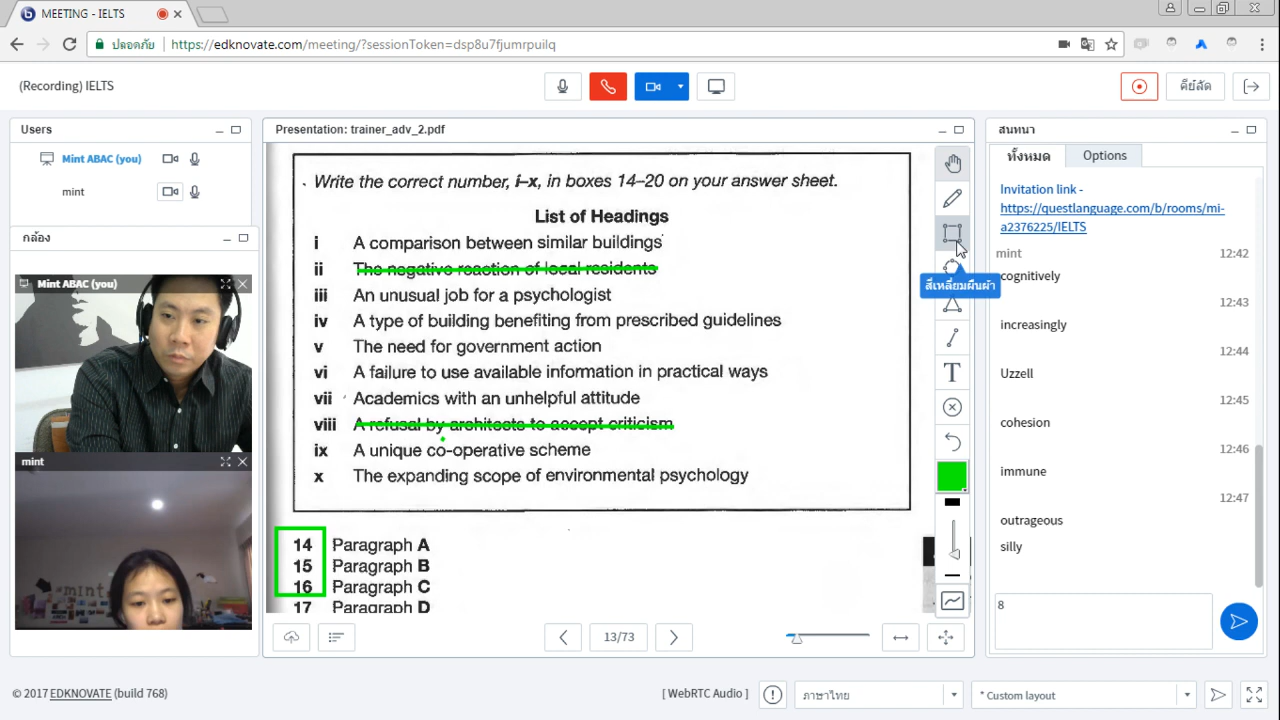 MEETING - IELTS
ปลอดภัย
https://edknovate.com/meeting/?sessionToken=dsp8u7fjumrpuilq
(Recording) IELTS
คีย์ลัด
Users
Mint ABAC (you)
mint
กล้อง
Mint ABAC (you)
mint
Presentation: trainer_adv_2.pdf
Write the correct number, i–x, in boxes 14–20 on your answer sheet.
List of Headings
i A comparison between similar buildings
ii The negative reaction of local residents
iii An unusual job for a psychologist
iv A type of building benefiting from prescribed guidelines
v The need for government action
vi A failure to use available information in practical ways
vii Academics with an unhelpful attitude
viii A refusal by architects to accept criticism
ix A unique co-operative scheme
x The expanding scope of environmental psychology
14 Paragraph A
15 Paragraph B
16 Paragraph C
17 Paragraph D
T
สี่เหลี่ยมผืนผ้า
13/73
สนทนา
ทั้งหมด
Options
Invitation link -
https://questlanguage.com/b/rooms/mi-
a2376225/IELTS
mint 12:42
cognitively
12:43
increasingly
12:44
Uzzell
12:45
cohesion
12:46
immune
12:47
outrageous
silly
8
© 2017 EDKNOVATE (build 768)
[ WebRTC Audio ]
ภาษาไทย
* Custom layout